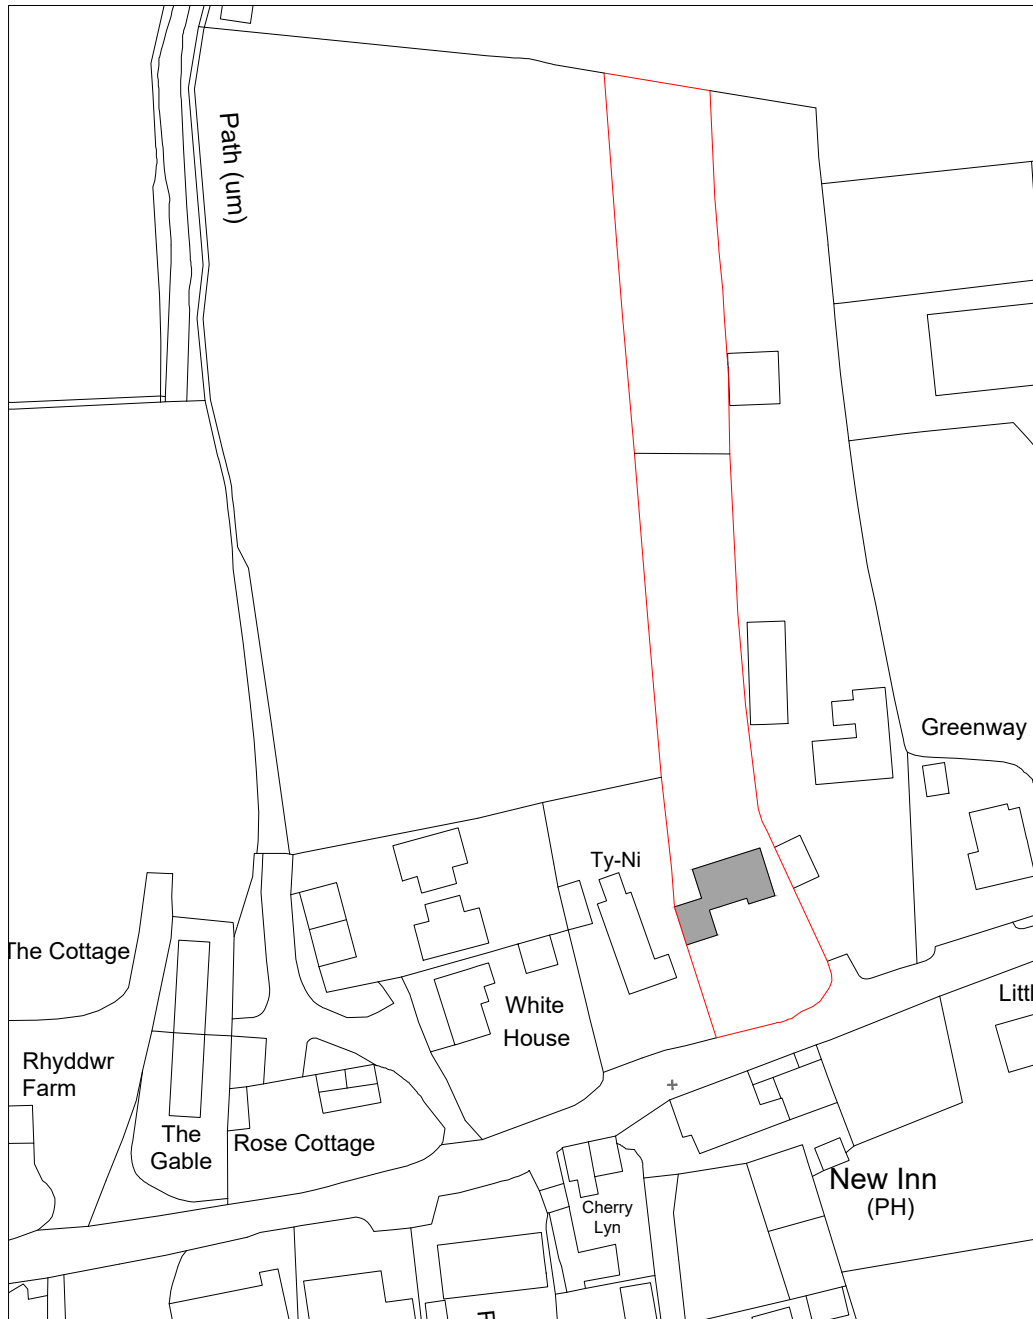 Path (um)
Greenway
Ty-Ni
The Cottage
White
House
Rhyddwr
Farm
The
Gable
Rose Cottage
Cherry
Lyn
New Inn
(PH)